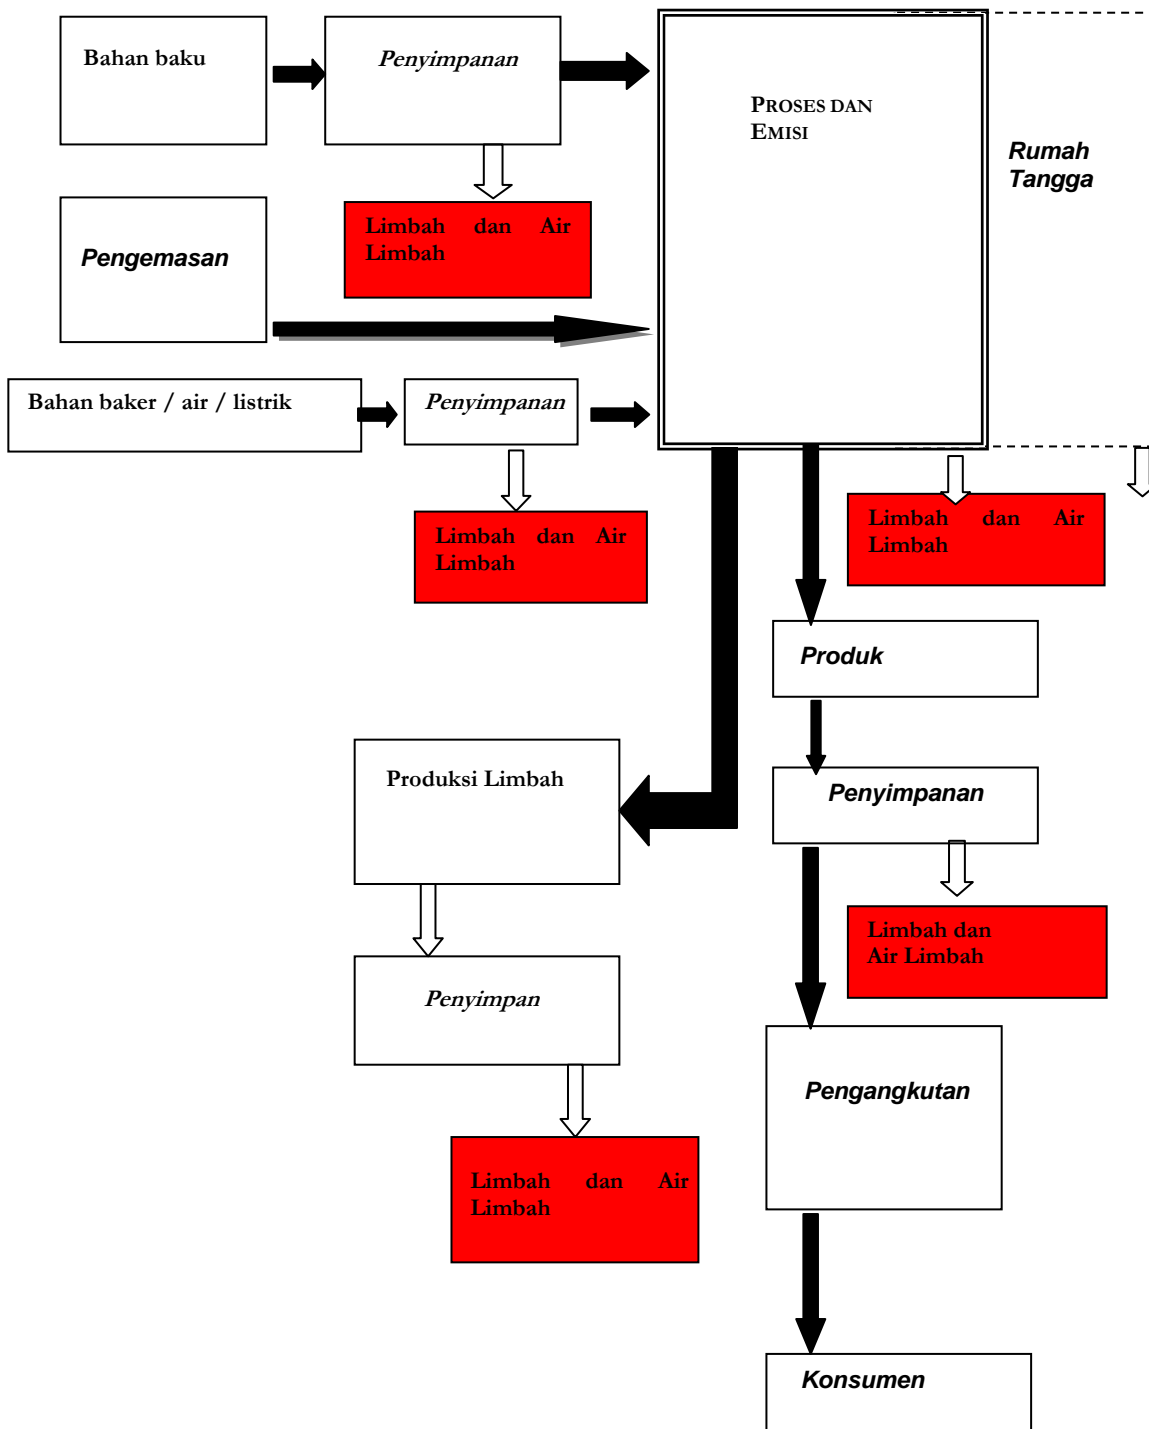 Bahan baku
Penyimpanan
PROSES DAN
EMISI
Rumah
Tangga
Limbah dan Air
Limbah
Pengemasan
Bahan baker / air / listrik
Penyimpanan
Limbah dan Air
Limbah
Limbah dan Air
Limbah
Produk
Produksi Limbah
Penyimpanan
Limbah dan
Air Limbah
Penyimpan
Pengangkutan
Limbah dan Air
Limbah
Konsumen